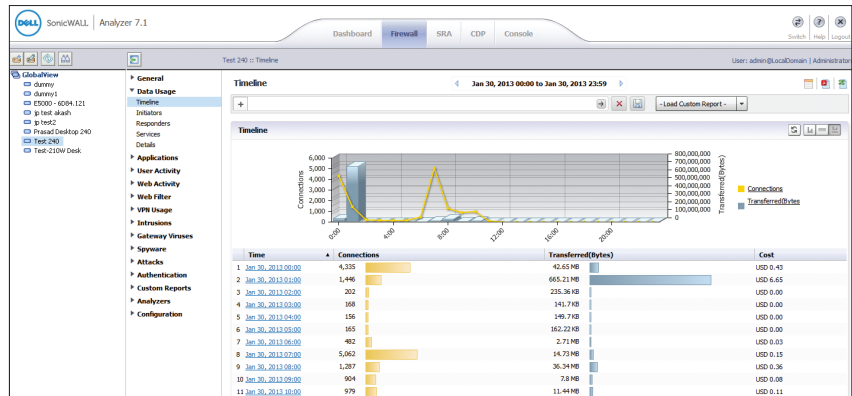 DELL SonicWALL | Analyzer 7.1
Dashboard Firewall SRA CDP Console
Switch | Help | Logout
Test 240 :: Timeline
User: admin@LocalDomain | Administrator
GlobalView
dummy
dummy1
E5000 - 6D84.121
jp test akash
jp test2
Prasad Desktop 240
Test 240
Test-210W Desk
General
Data Usage
Timeline
Initiators
Responders
Services
Details
Applications
User Activity
Web Activity
Web Filter
VPN Usage
Intrusions
Gateway Viruses
Spyware
Attacks
Authentication
Custom Reports
Analyzers
Configuration
Timeline
Jan 30, 2013 00:00 to Jan 30, 2013 23:59
+
-Load Custom Report -
Timeline
Connections
6,000
5,000
4,000
3,000
2,000
1,000
0
0:00 4:00 8:00 12:00 16:00 20:00
800,000,000
700,000,000
600,000,000
500,000,000
400,000,000
300,000,000
200,000,000
100,000,000
0
Transferred(Bytes)
Connections
Transferred(Bytes
Time Connections Transferred(Bytes) Cost
1 Jan 30, 2013 00:00 4,335 42.65 MB USD 0.43
2 Jan 30, 2013 01:00 1,446 665.21 MB USD 6.65
3 Jan 30, 2013 02:00 202 235.36 KB USD 0.00
4 Jan 30, 2013 03:00 168 141.7 KB USD 0.00
5 Jan 30, 2013 04:00 156 149.7 KB USD 0.00
6 Jan 30, 2013 05:00 165 162.22 KB USD 0.00
7 Jan 30, 2013 06:00 482 2.71 MB USD 0.03
8 Jan 30, 2013 07:00 5,062 14.73 MB USD 0.15
9 Jan 30, 2013 08:00 1,287 36.34 MB USD 0.36
10 Jan 30, 2013 09:00 904 7.8 MB USD 0.08
11 Jan 30, 2013 10:00 979 11.44 MB USD 0.11